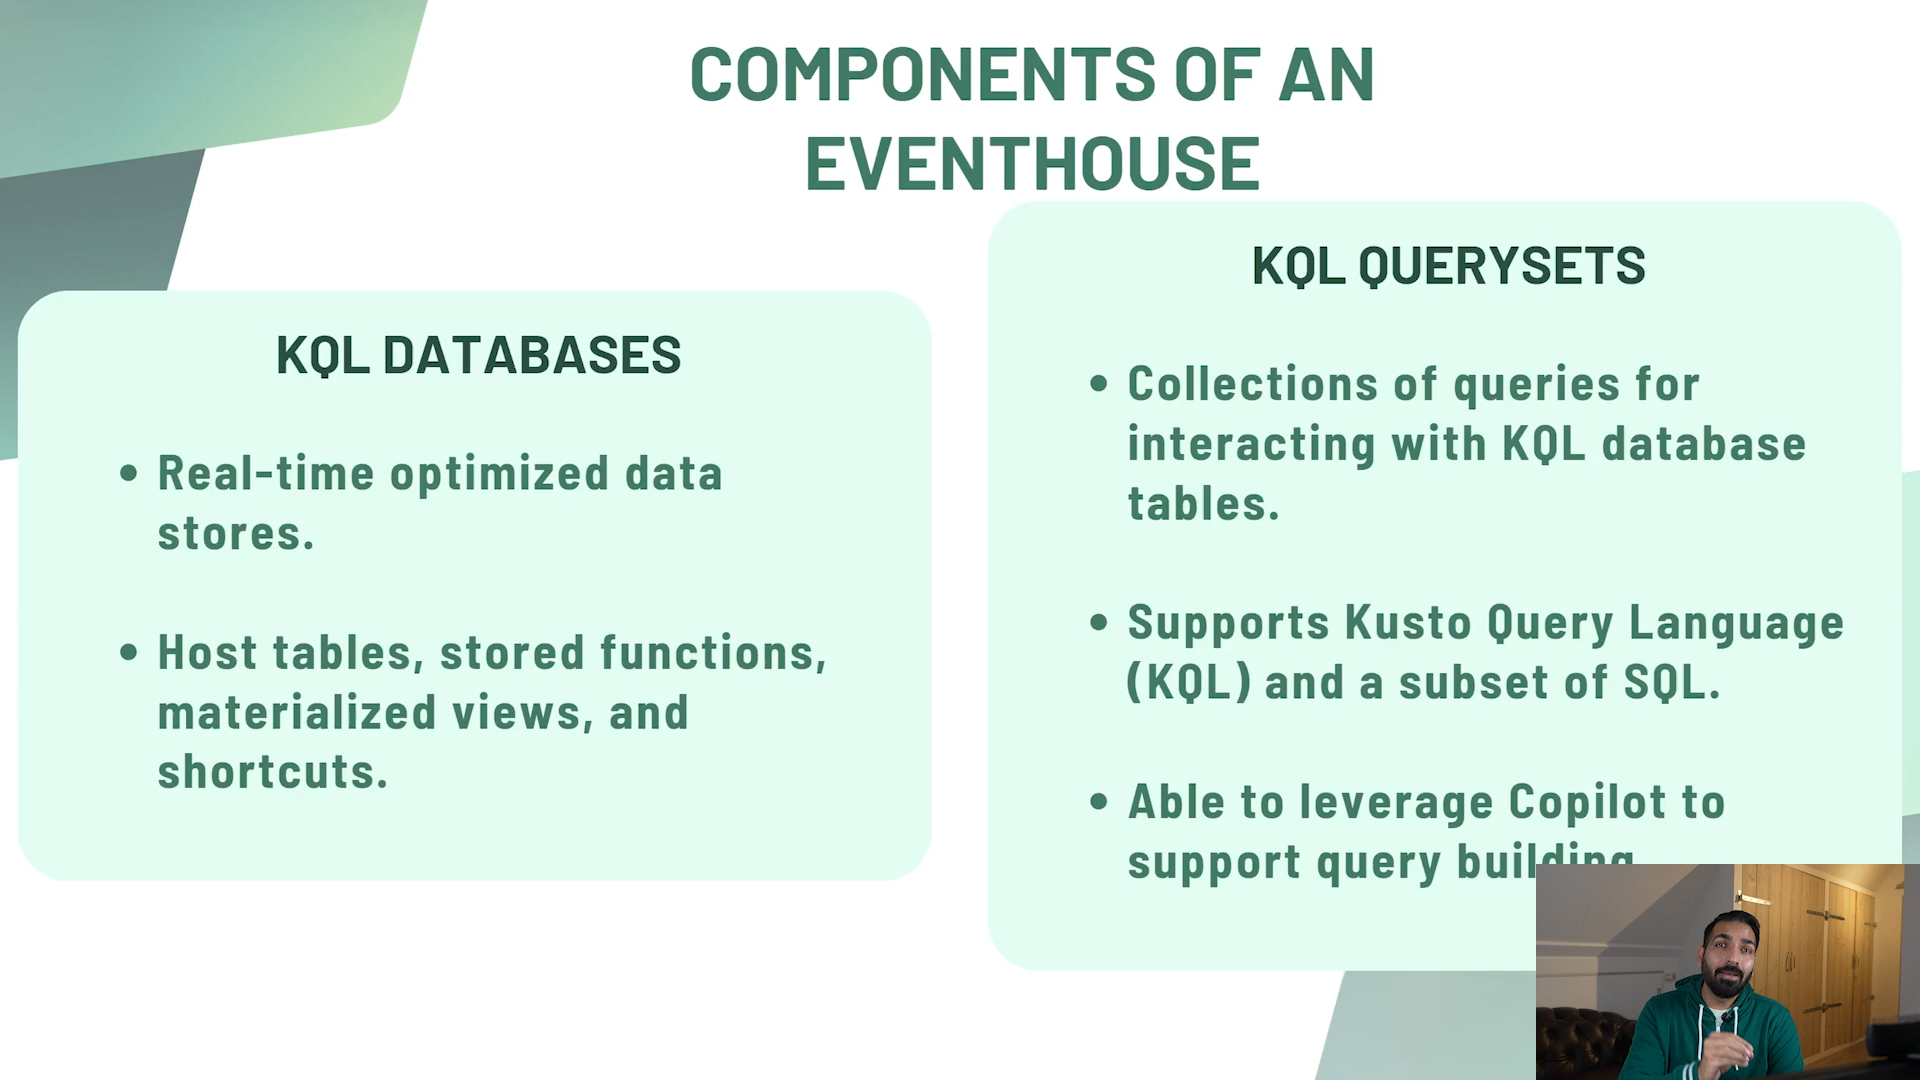 COMPONENTS OF AN
EVENTHOUSE
KQL DATABASES
• Real-time optimized data
stores.
• Host tables, stored functions,
materialized views, and
shortcuts.
KQL QUERYSETS
• Collections of queries for
interacting with KQL database
tables.
• Supports Kusto Query Language
(KQL) and a subset of SQL.
• Able to leverage Copilot to
support query building